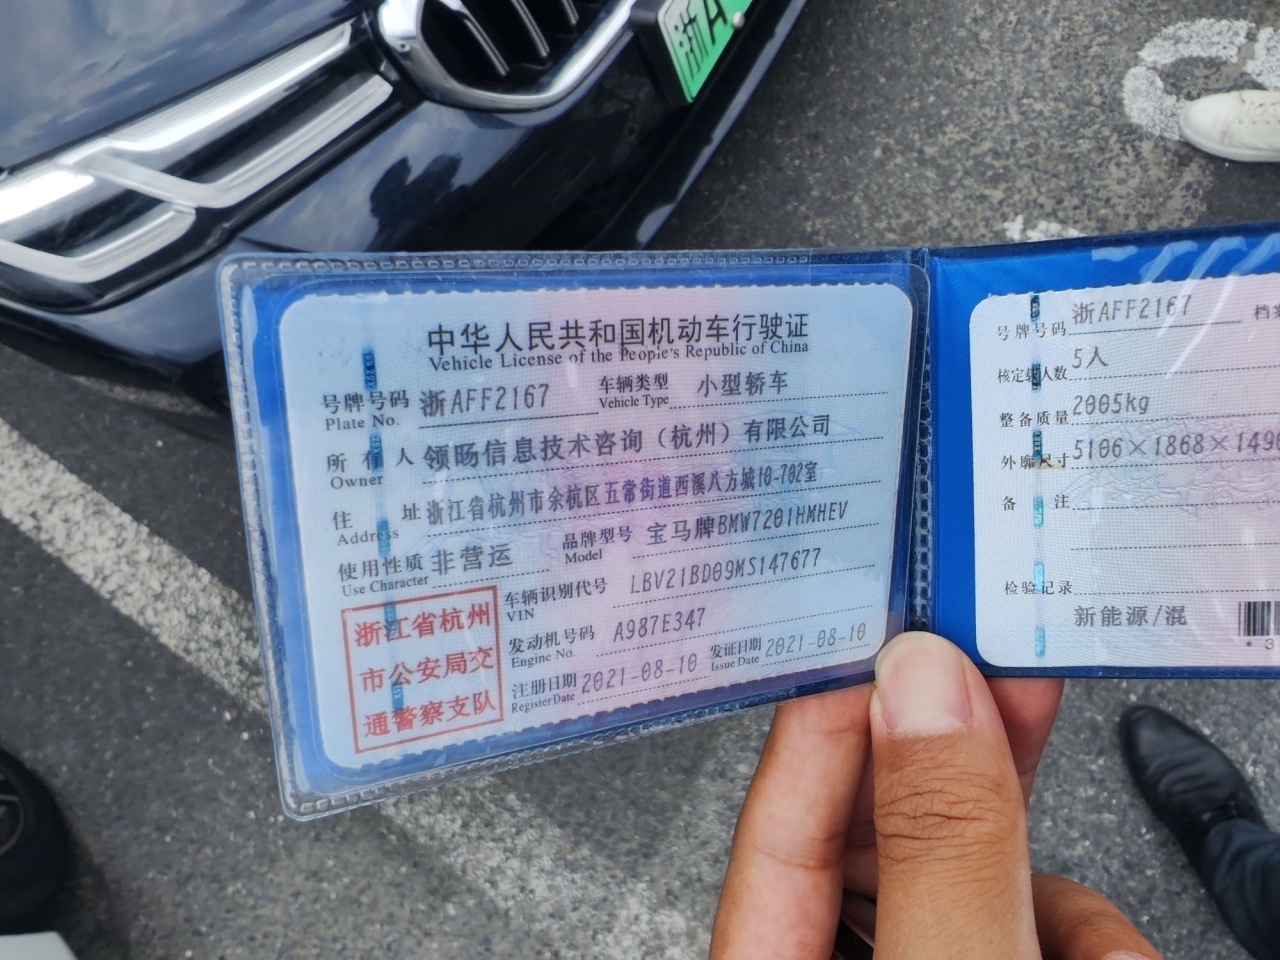 浙A
中华人民共和国机动车行驶证
Vehicle License of the People's Republic of China
号牌号码 浙AFF2167 车辆类型 小型轿车
Plate No. Vehicle Type
所有人 领旸信息技术咨询（杭州）有限公司
Owner
住址 浙江省杭州市余杭区五常街道西溪八方城10-702室
Address
使用性质 非营运 品牌型号 宝马牌BMW7201HMHEV
Use Character Model
车辆识别代号 LBV21BD09MS147677
VIN
发动机号码 A987E347
Engine No.
注册日期 2021-08-10 发证日期 2021-08-10
Register Date Issue Date
浙江省杭州
市公安局交
通警察支队
号牌号码 浙AFF2167 档案
核定载人数 5人
整备质量 2005kg
外廓尺寸 5106×1868×149
备注
检验记录
新能源/混